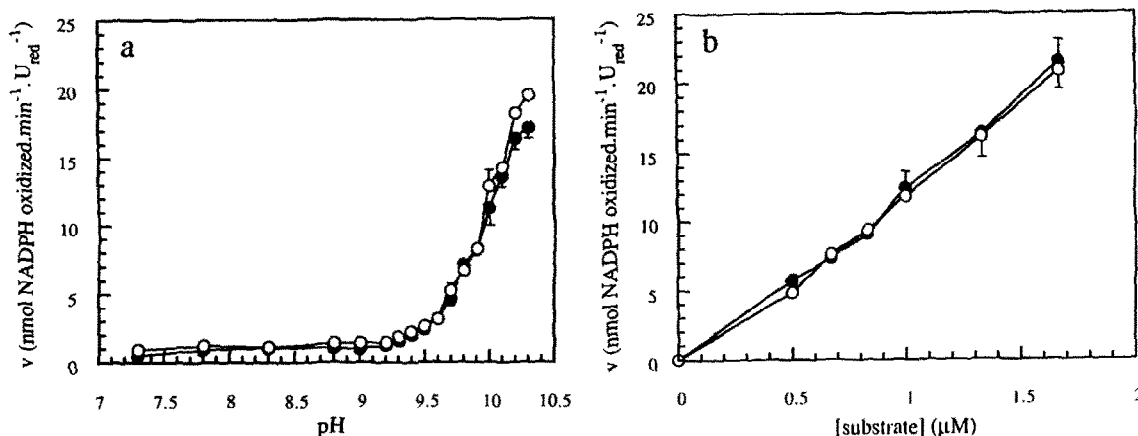 a
v (nmol NADPH oxidized.min⁻¹.U_red⁻¹)
25
20
15
10
5
0
7 7.5 8 8.5 9 9.5 10 10.5
pH
b
v (nmol NADPH oxidized.min⁻¹.U_red⁻¹)
25
20
15
10
5
0
0 0.5 1 1.5 2
[substrate] (μM)